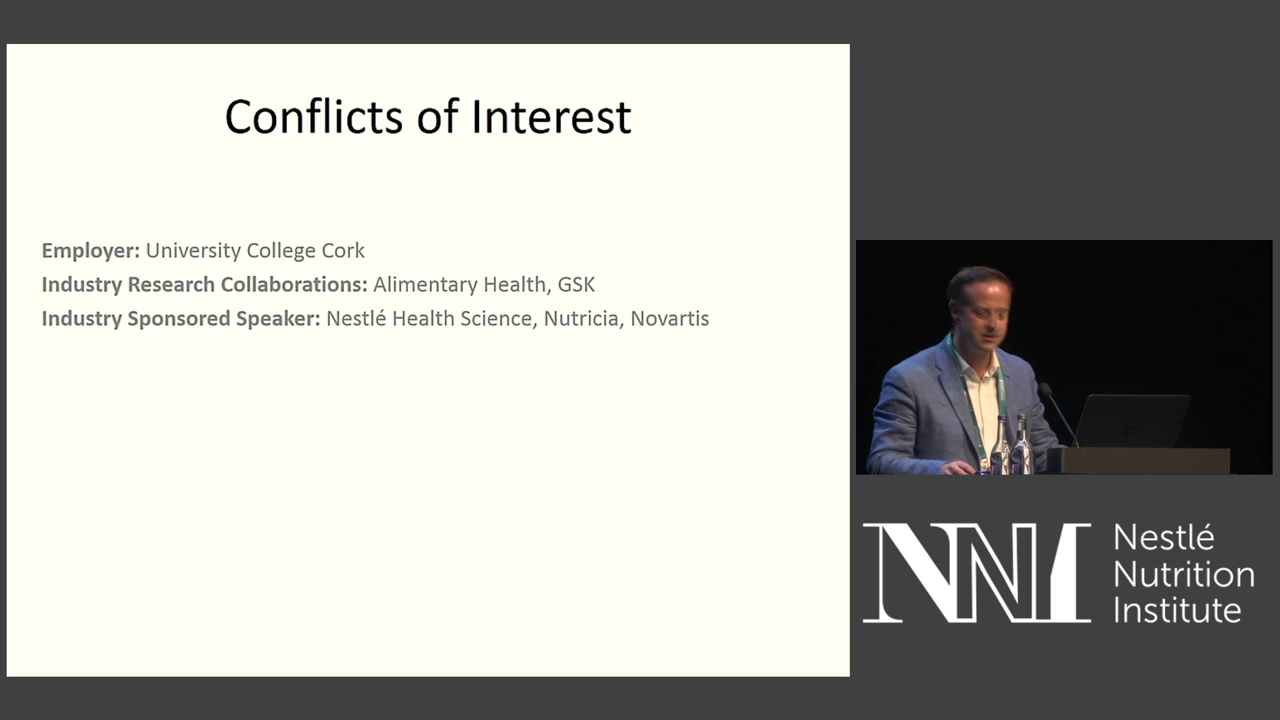 Conflicts of Interest
Employer: University College Cork
Industry Research Collaborations: Alimentary Health, GSK
Industry Sponsored Speaker: Nestlé Health Science, Nutricia, Novartis
NNI
Nestlé
Nutrition
Institute